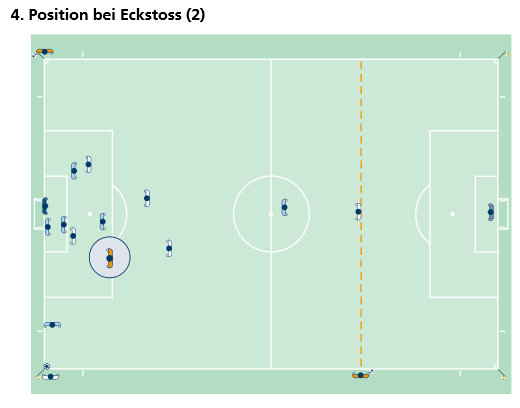 4. Position bei Eckstoss (2)